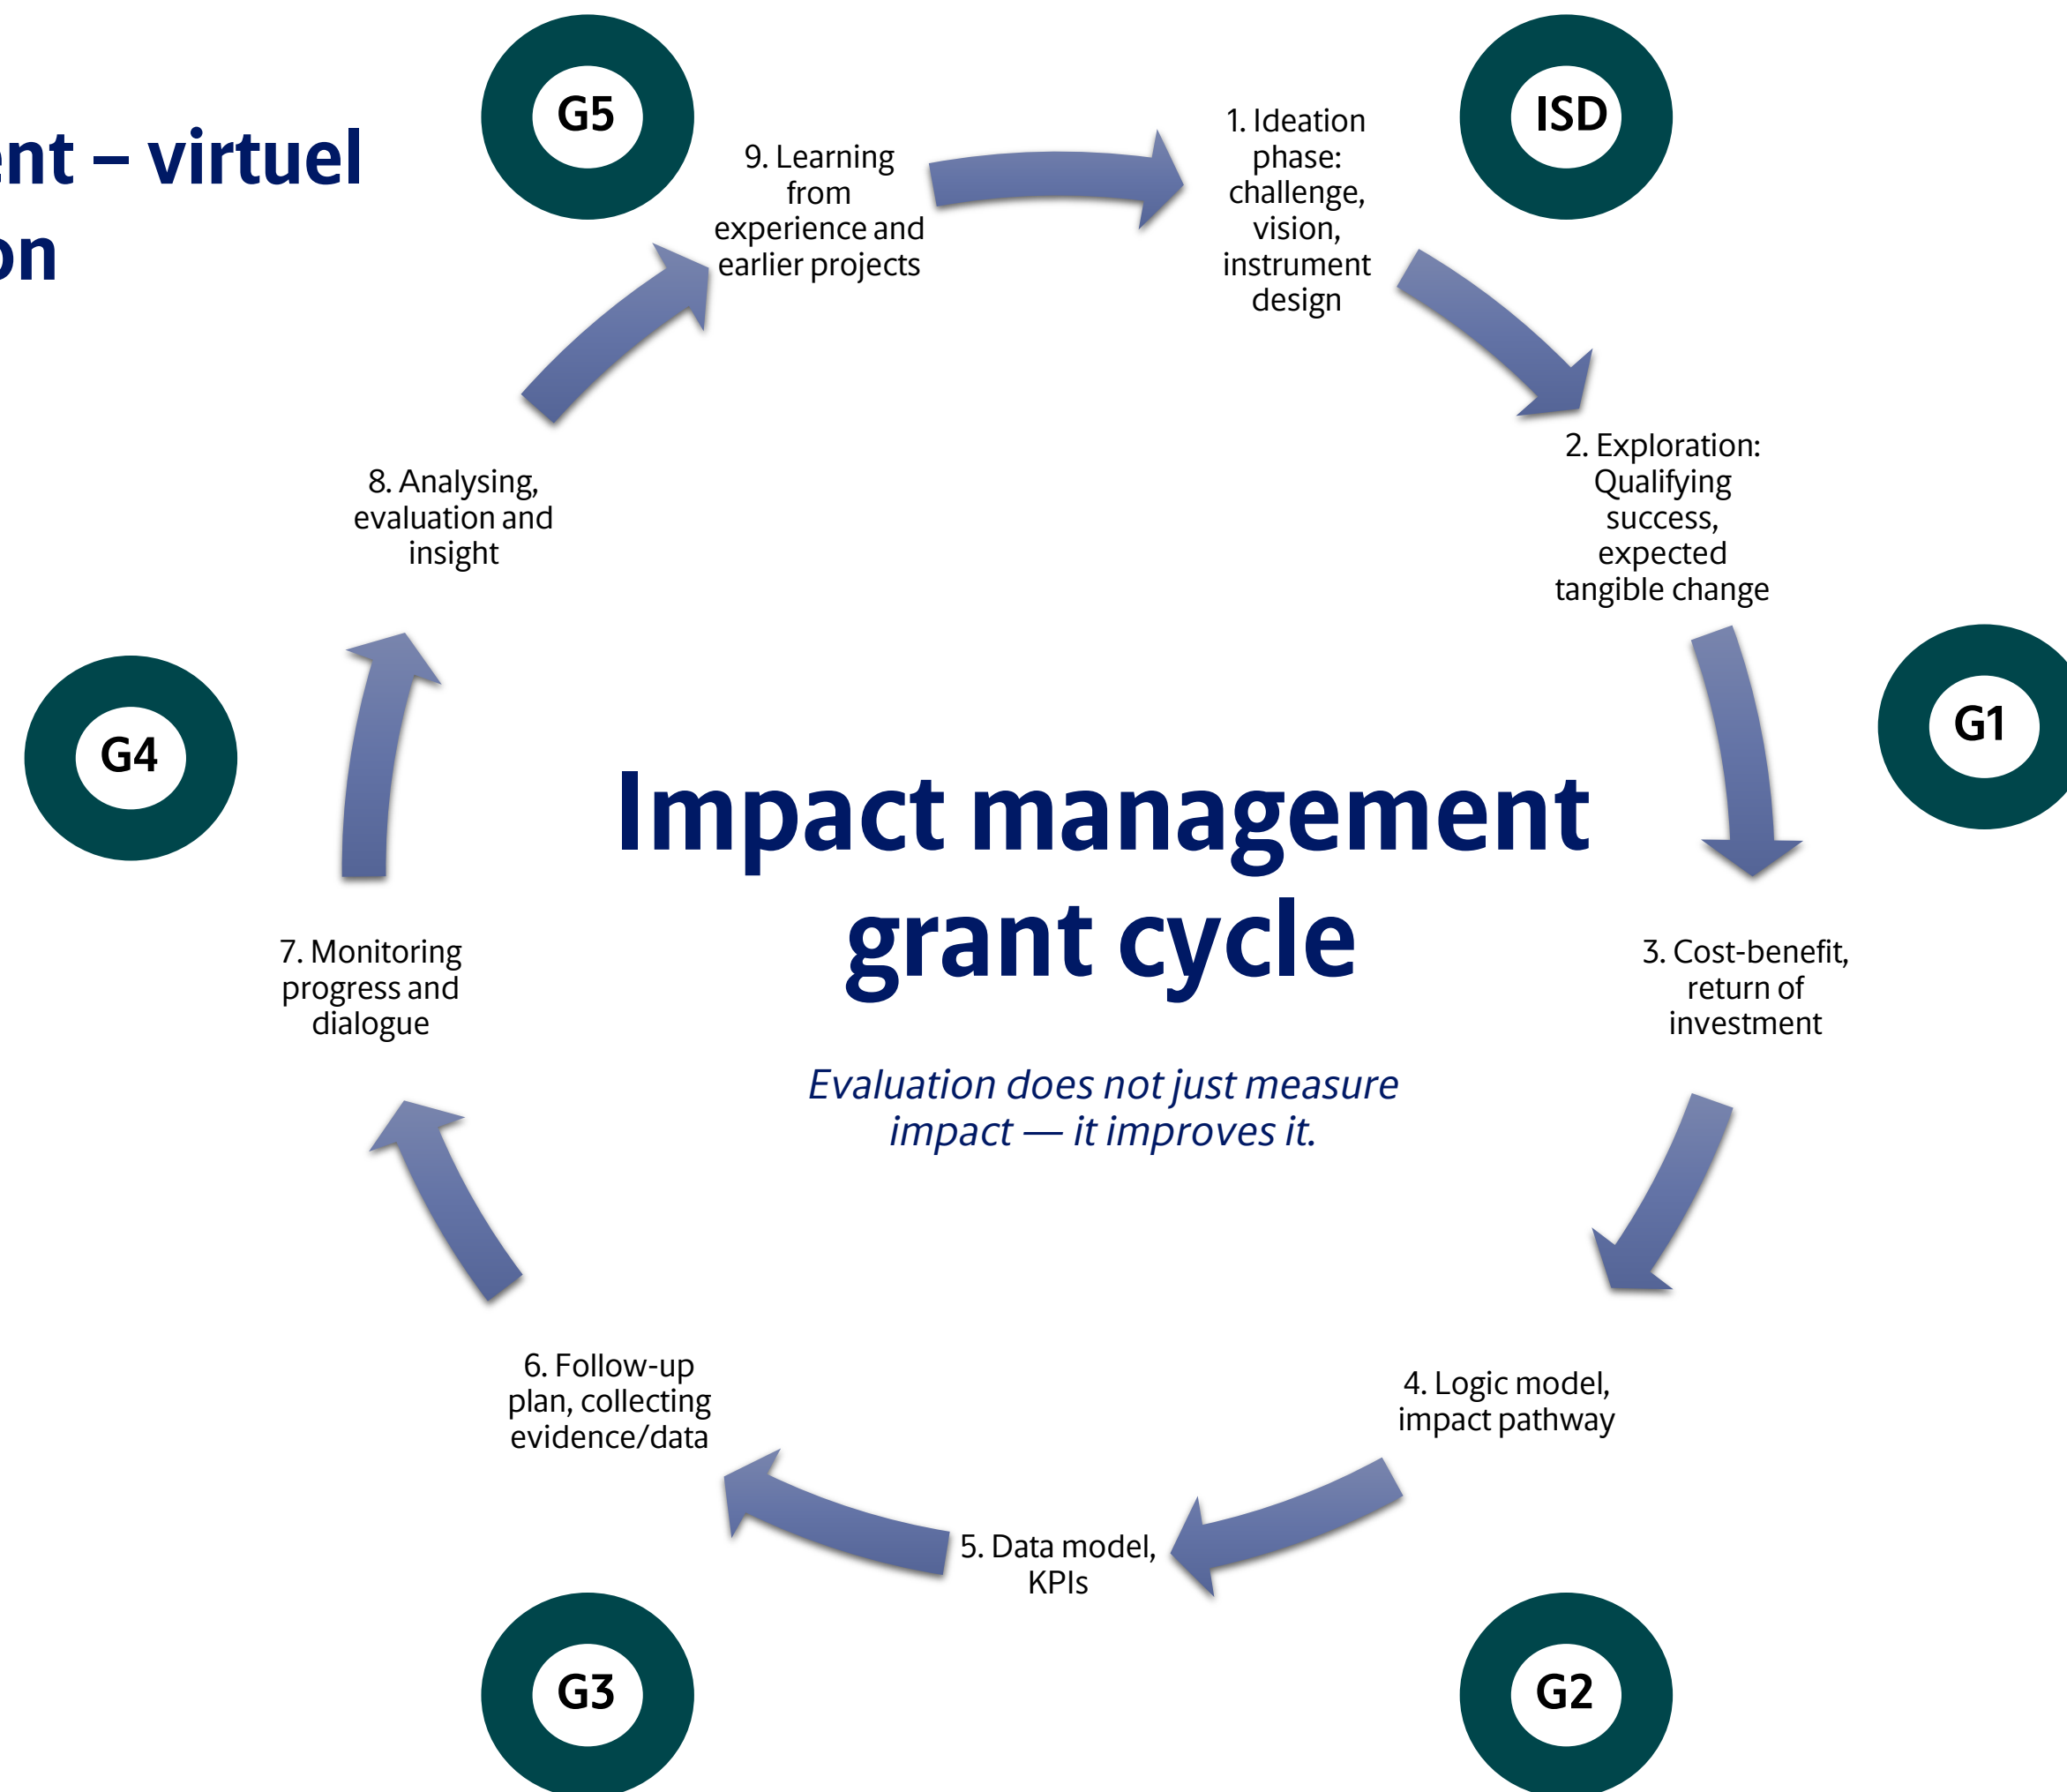 ent – virtuel
on
G5
ISD
9. Learning
from
experience and
earlier projects
1. Ideation
phase:
challenge,
vision,
instrument
design
2. Exploration:
Qualifying
success,
expected
tangible change
G1
3. Cost-benefit,
return of
investment
4. Logic model,
impact pathway
G2
5. Data model,
KPIs
G3
6. Follow-up
plan, collecting
evidence/data
7. Monitoring
progress and
dialogue
G4
8. Analysing,
evaluation and
insight
Impact management
grant cycle
Evaluation does not just measure
impact — it improves it.